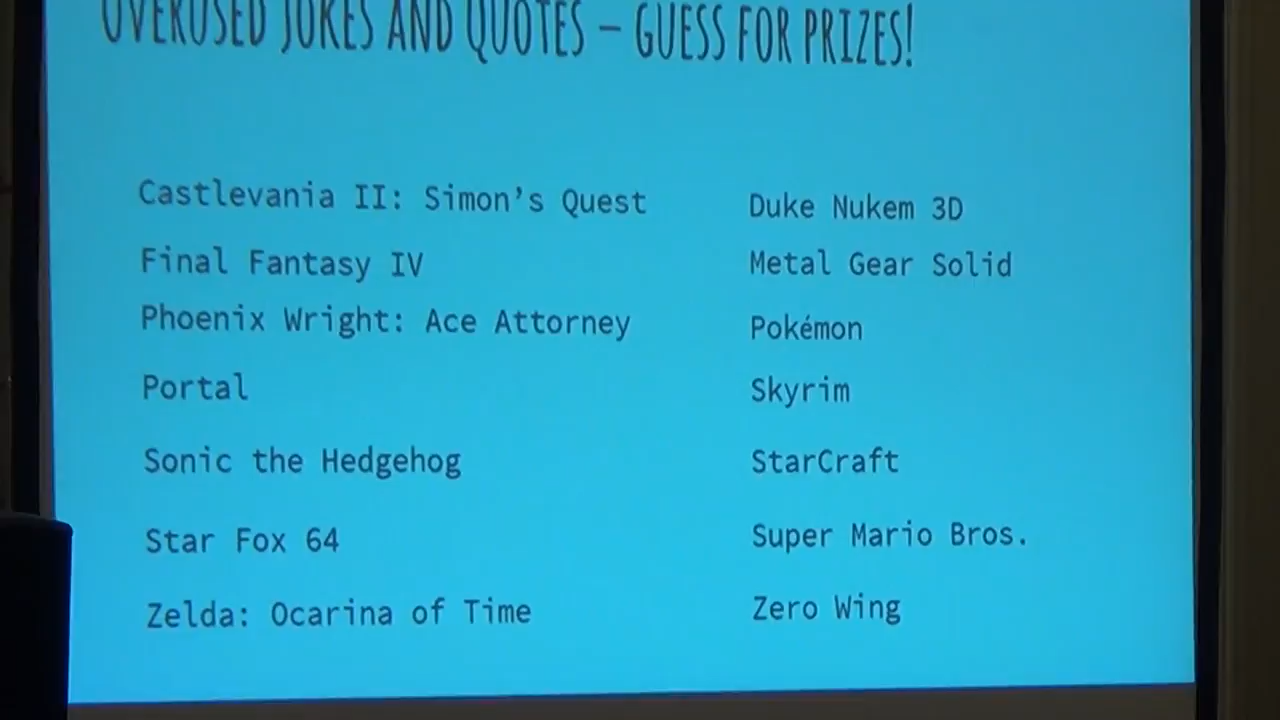 OVERUSED JOKES AND QUOTES – GUESS FOR PRIZES!
Castlevania II: Simon's Quest
Final Fantasy IV
Phoenix Wright: Ace Attorney
Portal
Sonic the Hedgehog
Star Fox 64
Zelda: Ocarina of Time
Duke Nukem 3D
Metal Gear Solid
Pokémon
Skyrim
StarCraft
Super Mario Bros.
Zero Wing